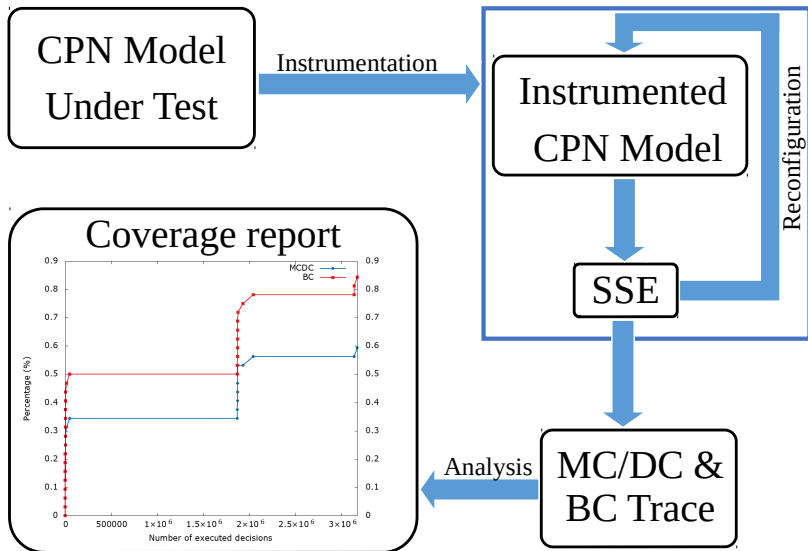 CPN Model
Under Test
Instrumentation
Instrumented
CPN Model
Reconfiguration
SSE
MC/DC &
BC Trace
Analysis
Coverage report
MCDC
BC
Percentage (%)
0.9
0.8
0.7
0.6
0.5
0.4
0.3
0.2
0.1
0
0.9
0.8
0.7
0.6
0.5
0.4
0.3
0.2
0.1
0
0 500000 1×10⁶ 1.5×10⁶ 2×10⁶ 2.5×10⁶ 3×10⁶
Number of executed decisions